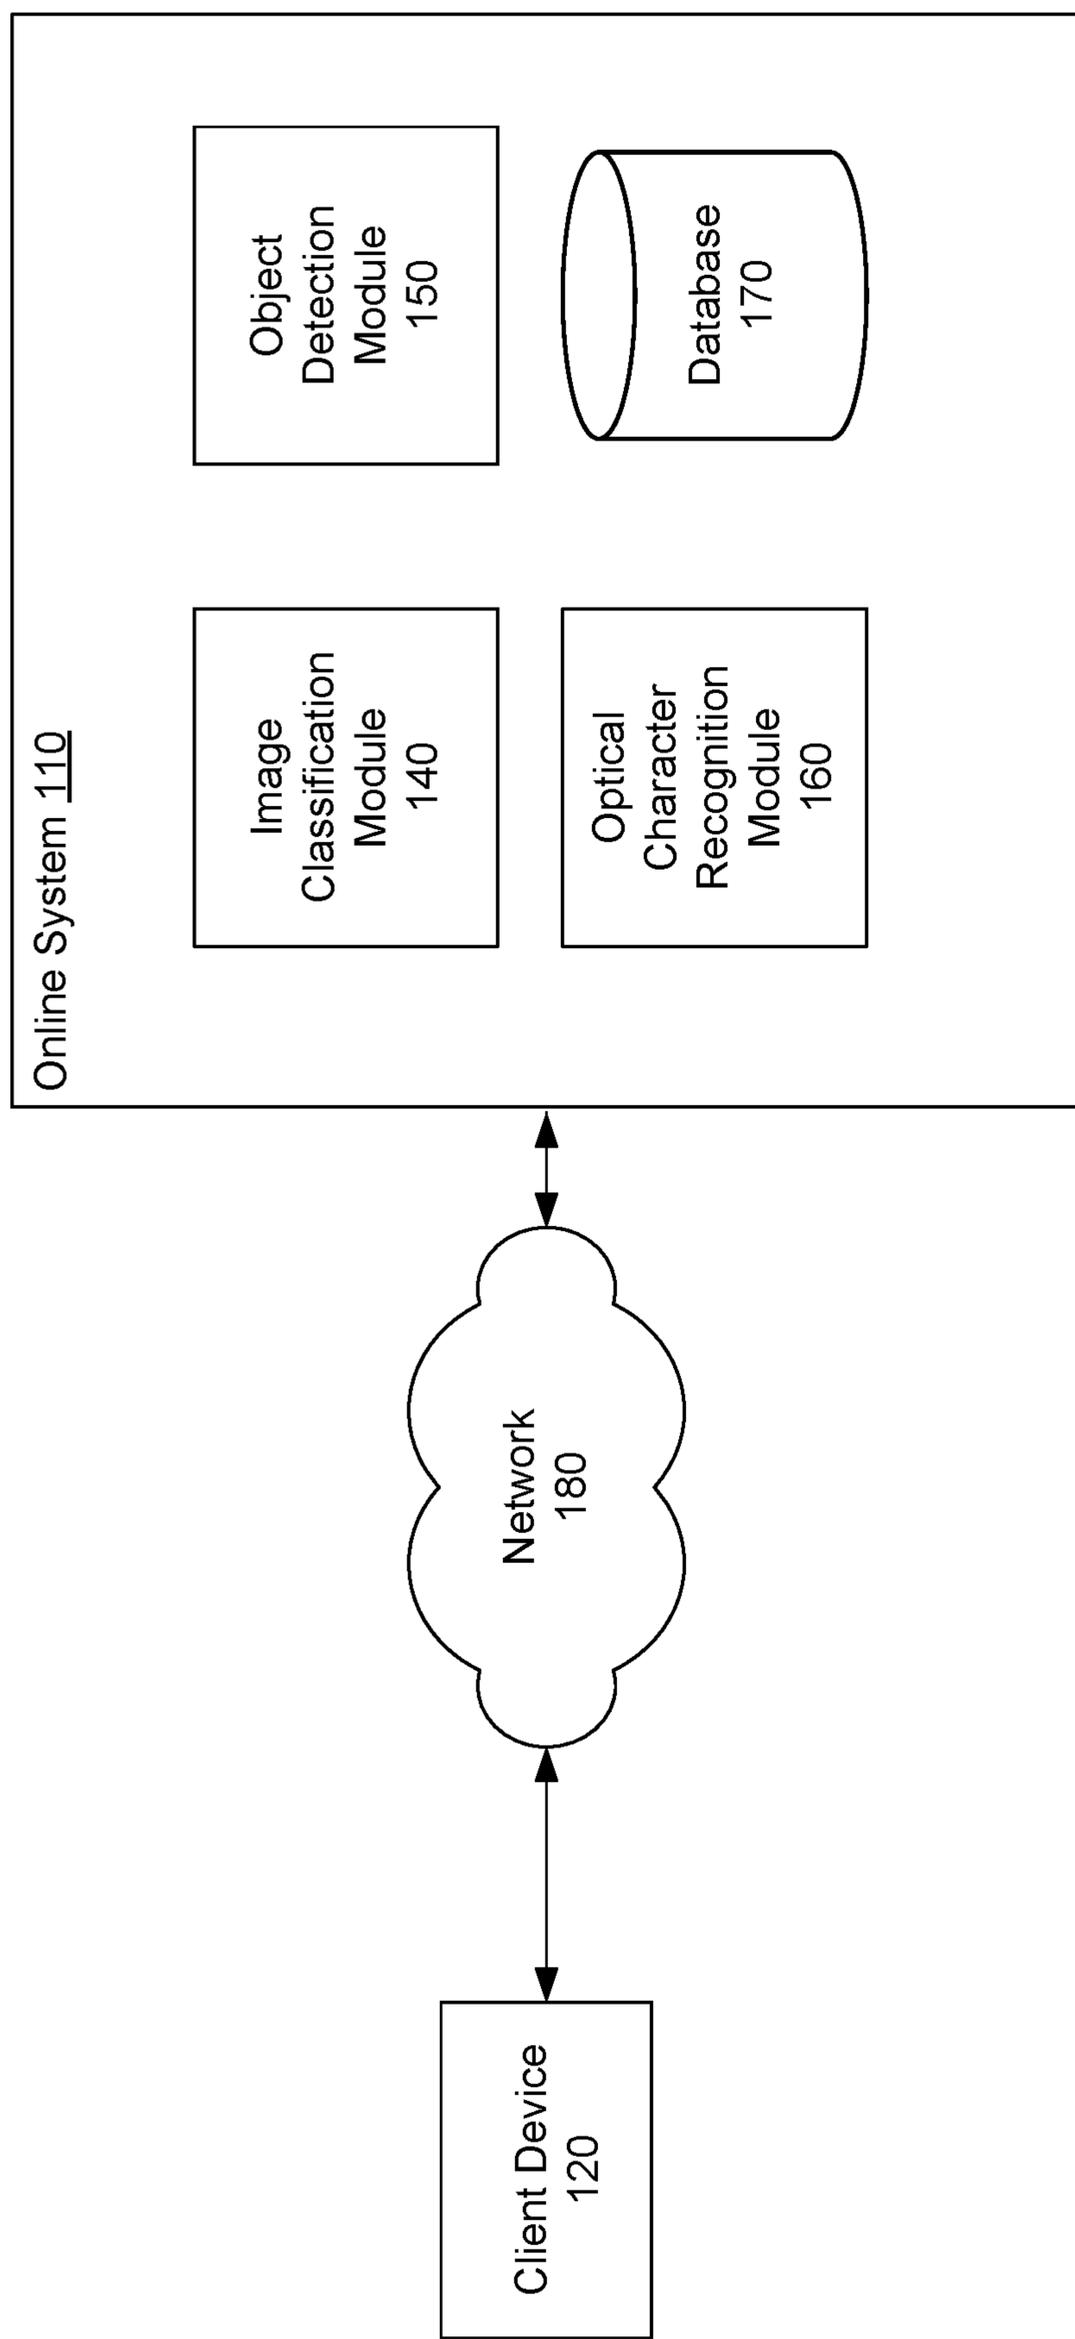 Online System 110
Image
Classification
Module
140
Object
Detection
Module
150
Optical
Character
Recognition
Module
160
Database
170
Network
180
Client Device
120